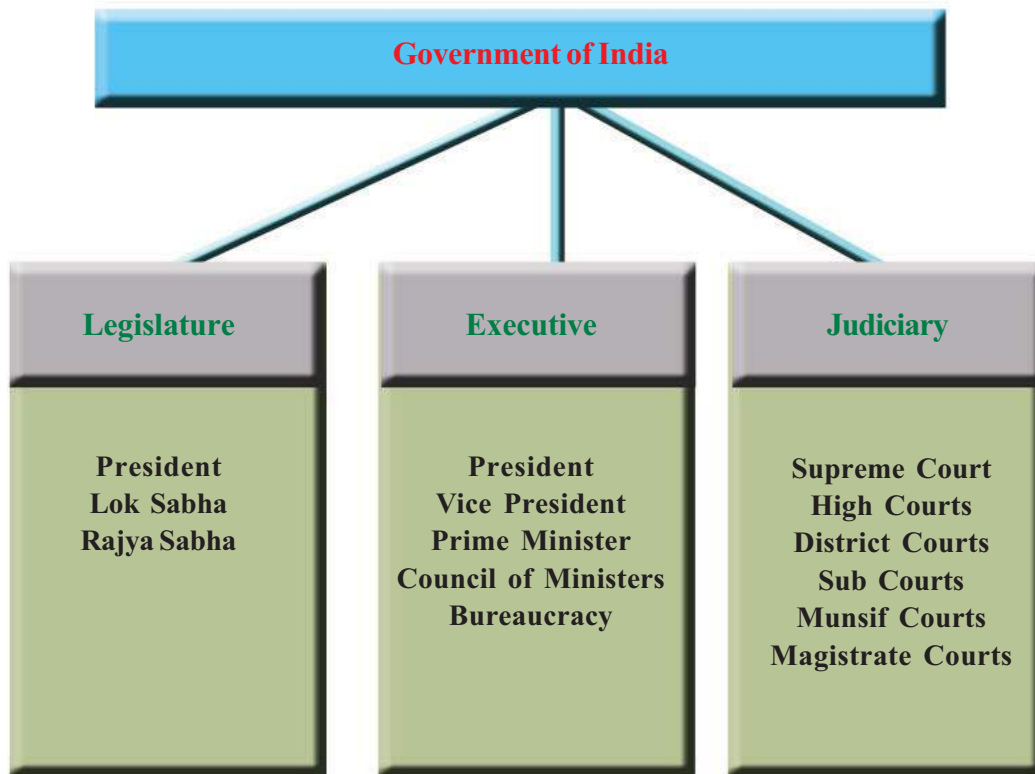 Government of India
Legislature
President
Lok Sabha
Rajya Sabha
Executive
President
Vice President
Prime Minister
Council of Ministers
Bureaucracy
Judiciary
Supreme Court
High Courts
District Courts
Sub Courts
Munsif Courts
Magistrate Courts